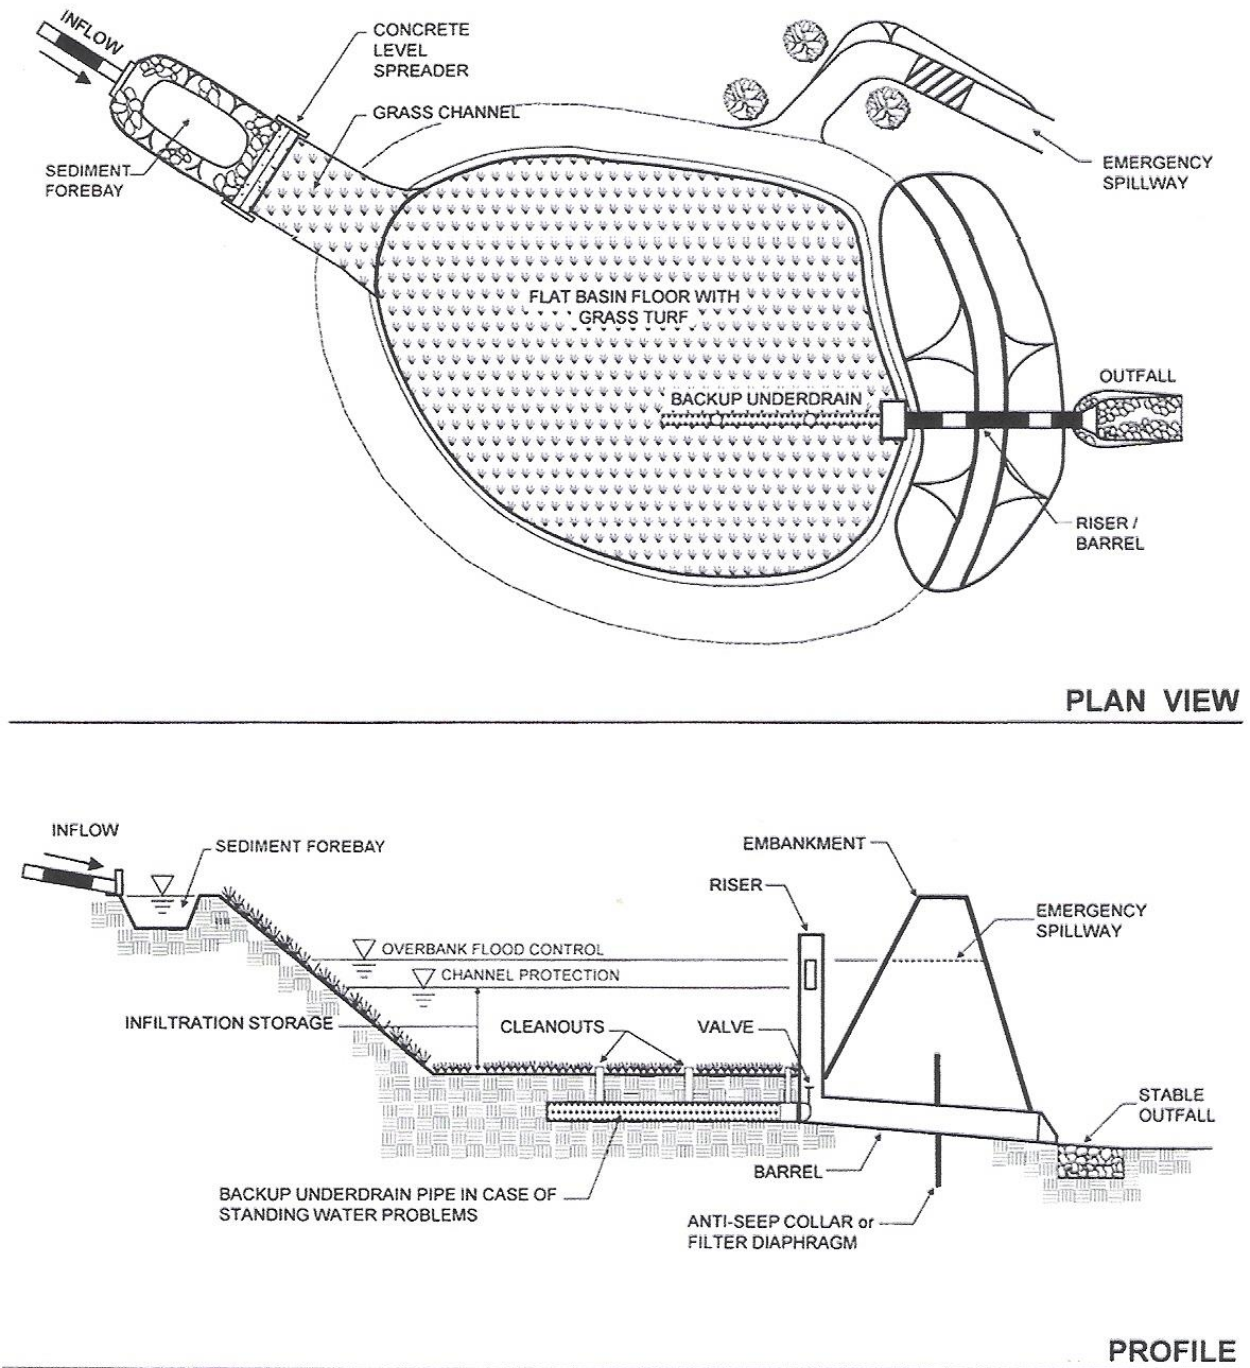 INFLOW
CONCRETE
LEVEL
SPREADER
GRASS CHANNEL
SEDIMENT
FOREBAY
EMERGENCY
SPILLWAY
FLAT BASIN FLOOR WITH
GRASS TURF
BACKUP UNDERDRAIN
OUTFALL
RISER /
BARREL
PLAN VIEW
INFLOW
SEDIMENT FOREBAY
EMBANKMENT
RISER
EMERGENCY
SPILLWAY
OVERBANK FLOOD CONTROL
CHANNEL PROTECTION
INFILTRATION STORAGE
CLEANOUTS
VALVE
STABLE
OUTFALL
BARREL
BACKUP UNDERDRAIN PIPE IN CASE OF
STANDING WATER PROBLEMS
ANTI-SEEP COLLAR or
FILTER DIAPHRAGM
PROFILE